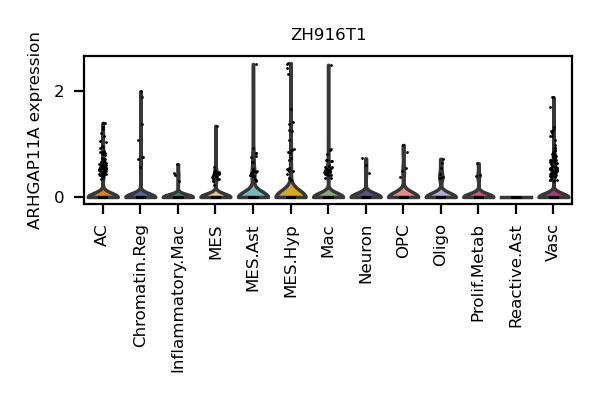 ZH916T1
ARHGAP11A expression
2
0
AC
Chromatin.Reg
Inflammatory.Mac
MES
MES.Ast
MES.Hyp
Mac
Neuron
OPC
Oligo
Prolif.Metab
Reactive.Ast
Vasc